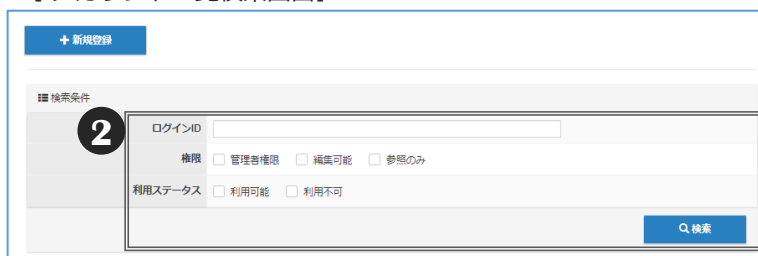 + 新規登録
検索条件
2
ログインID
権限 管理者権限 編集可能 参照のみ
利用ステータス 利用可能 利用不可
検索